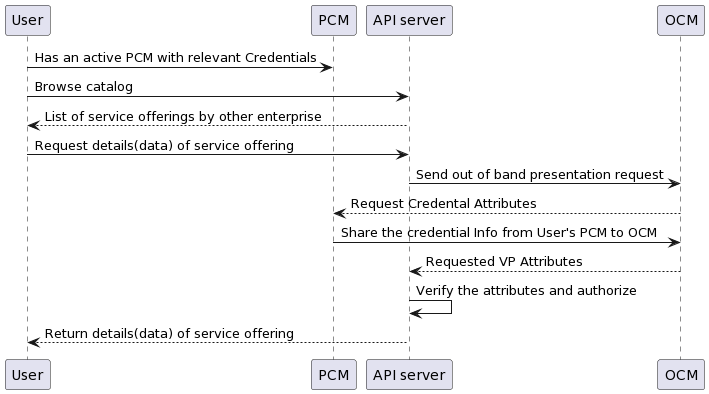 User PCM API server OCM
Has an active PCM with relevant Credentials
Browse catalog
List of service offerings by other enterprise
Request details(data) of service offering
Send out of band presentation request
Request Credental Attributes
Share the credential Info from User's PCM to OCM
Requested VP Attributes
Verify the attributes and authorize
Return details(data) of service offering
User PCM API server OCM